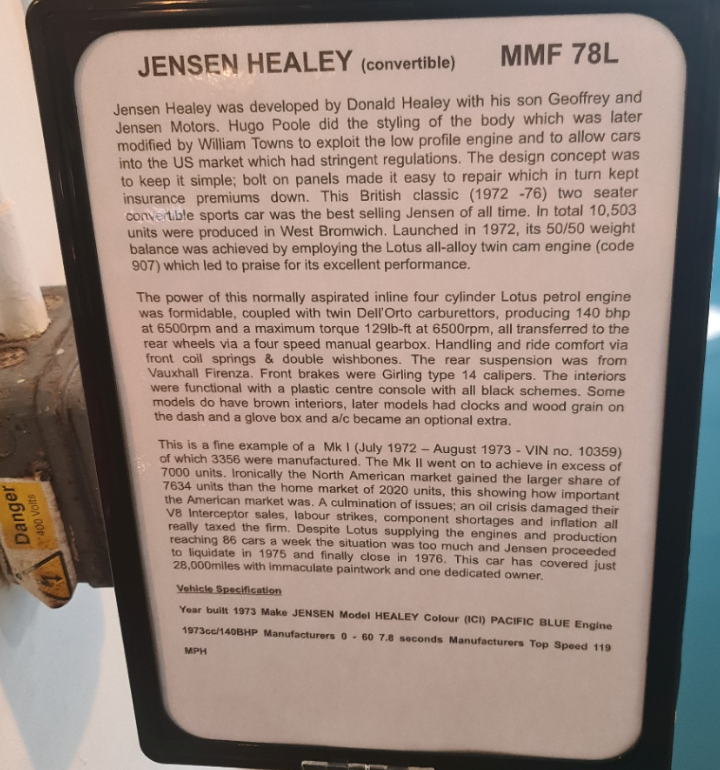 JENSEN HEALEY (convertible) MMF 78L
Jensen Healey was developed by Donald Healey with his son Geoffrey and
Jensen Motors. Hugo Poole did the styling of the body which was later
modified by William Towns to exploit the low profile engine and to allow cars
into the US market which had stringent regulations. The design concept was
to keep it simple; bolt on panels made it easy to repair which in turn kept
insurance premiums down. This British classic (1972 -76) two seater
convertible sports car was the best selling Jensen of all time. In total 10,503
units were produced in West Bromwich. Launched in 1972, its 50/50 weight
balance was achieved by employing the Lotus all-alloy twin cam engine (code
907) which led to praise for its excellent performance.
The power of this normally aspirated inline four cylinder Lotus petrol engine
was formidable, coupled with twin Dell'Orto carburettors, producing 140 bhp
at 6500rpm and a maximum torque 129lb-ft at 6500rpm, all transferred to the
rear wheels via a four speed manual gearbox. Handling and ride comfort via
front coil springs & double wishbones. The rear suspension was from
Vauxhall Firenza. Front brakes were Girling type 14 calipers. The interiors
were functional with a plastic centre console with all black schemes. Some
models do have brown interiors, later models had clocks and wood grain on
the dash and a glove box and a/c became an optional extra.
This is a fine example of a Mk I (July 1972 – August 1973 - VIN no. 10359)
of which 3356 were manufactured. The Mk II went on to achieve in excess of
7000 units. Ironically the North American market gained the larger share of
7634 units than the home market of 2020 units, this showing how important
the American market was. A culmination of issues; an oil crisis damaged their
V8 Interceptor sales, labour strikes, component shortages and inflation all
really taxed the firm. Despite Lotus supplying the engines and production
reaching 86 cars a week the situation was too much and Jensen proceeded
to liquidate in 1975 and finally close in 1976. This car has covered just
28,000miles with immaculate paintwork and one dedicated owner.
Vehicle Specification
Year built 1973 Make JENSEN Model HEALEY Colour (ICI) PACIFIC BLUE Engine
1973cc/140BHP Manufacturers 0 - 60 7.8 seconds Manufacturers Top Speed 119
MPH
Danger
400 Volts